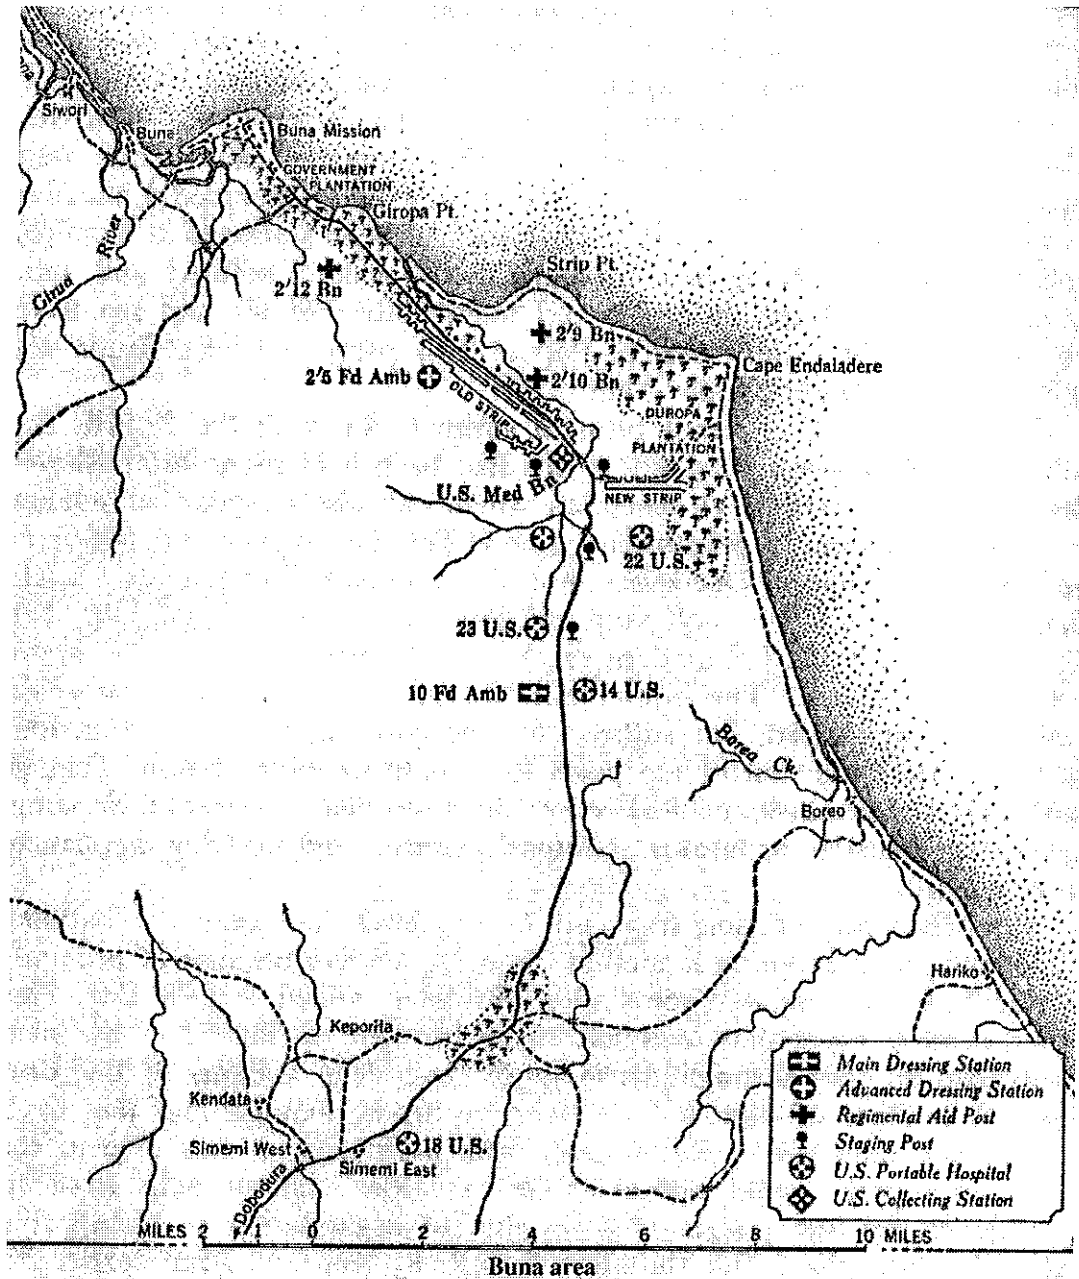 Siwori
Buna
Buna Mission
GOVERNMENT
PLANTATION
Giropa Pt.
River
Girua
Strip Pt.
2'12 Bn
2'9 Bn
Cape Endaiadere
2'5 Fd Amb
2'10 Bn
OLD STRIP
DUROPA
PLANTATION
U.S. Med Bn
NEW STRIP
22 U.S.
23 U.S.
10 Fd Amb
14 U.S.
Boreo Ch.
Boreo
Hariko
Keporita
Kendata
Simemi West
18 U.S.
Simemi East
Dobodura
Main Dressing Station
Advanced Dressing Station
Regimental Aid Post
Staging Post
U.S. Portable Hospital
U.S. Collecting Station
MILES 2 1 0 2 4 6 8 10 MILES
Buna area